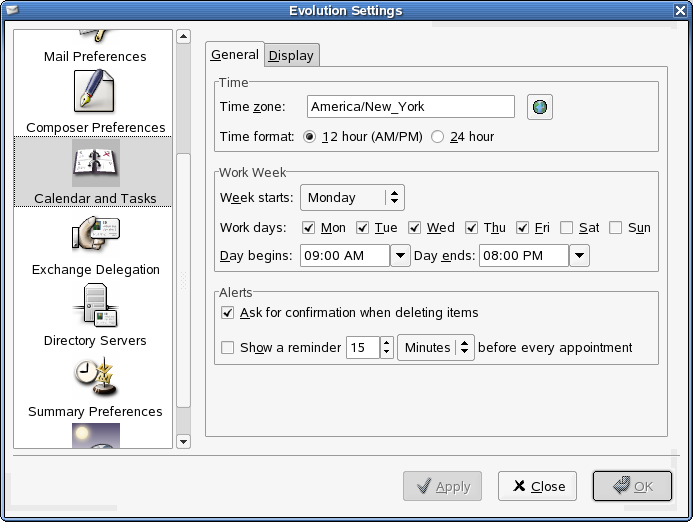 Evolution Settings
Mail Preferences
Composer Preferences
Calendar and Tasks
Exchange Delegation
Directory Servers
Summary Preferences
General
Display
Time
Time zone: America/New_York
Time format: 12 hour (AM/PM) 24 hour
Work Week
Week starts: Monday
Work days: Mon Tue Wed Thu Fri Sat Sun
Day begins: 09:00 AM Day ends: 08:00 PM
Alerts
Ask for confirmation when deleting items
Show a reminder 15 Minutes before every appointment
Apply Close OK